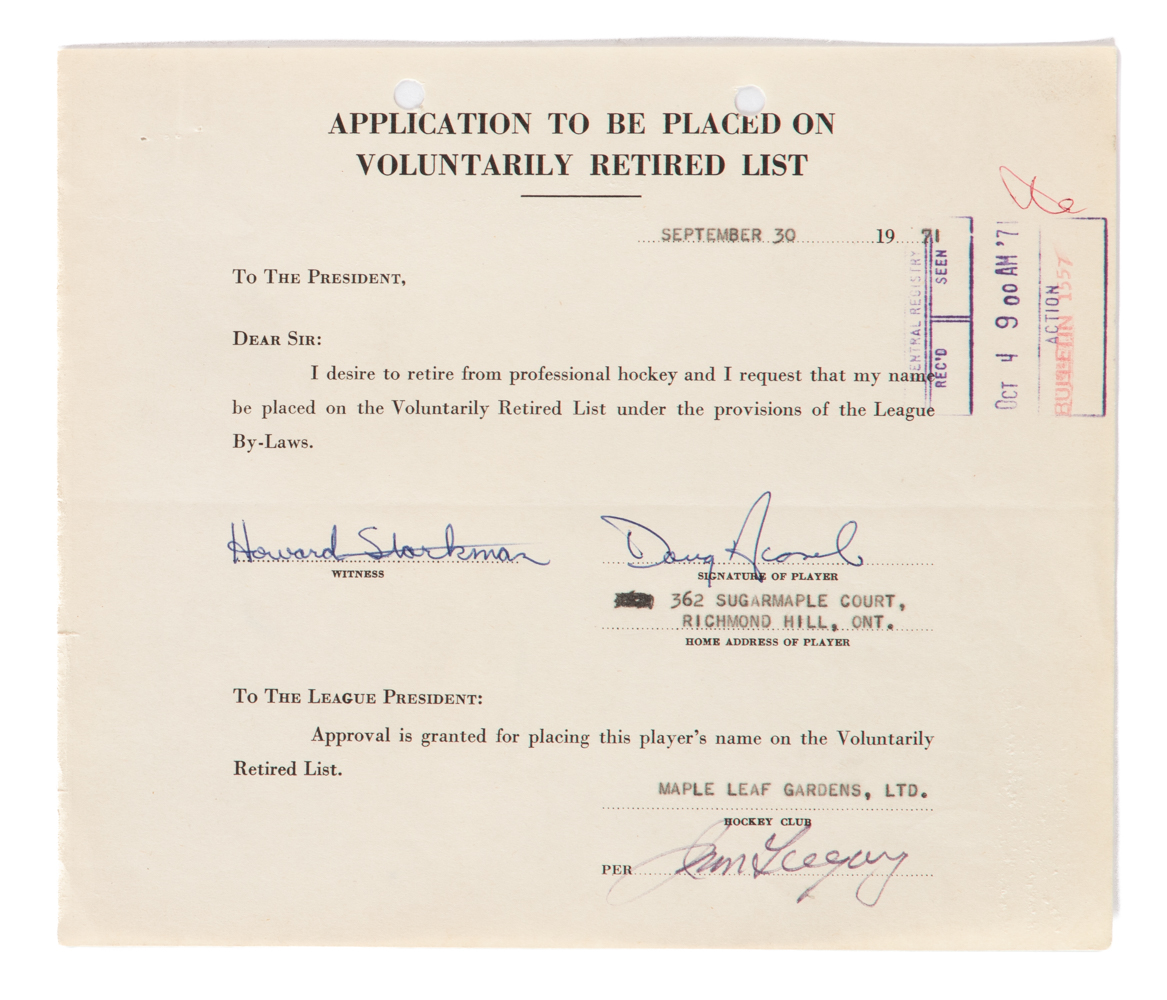 APPLICATION TO BE PLACED ON
VOLUNTARILY RETIRED LIST
SEPTEMBER 30 19 71
TO THE PRESIDENT,
DEAR SIR:
I desire to retire from professional hockey and I request that my name
be placed on the Voluntarily Retired List under the provisions of the League
By-Laws.
ENTRAL REGISTRY
REC'D SEEN
OCT 4 9 00 AM '71
ACTION
BULLETIN 1557
Howard Starkman Doug
WITNESS SIGNATURE OF PLAYER
362 SUGARMAPLE COURT,
RICHMOND HILL, ONT.
HOME ADDRESS OF PLAYER
TO THE LEAGUE PRESIDENT:
Approval is granted for placing this player's name on the Voluntarily
Retired List.
MAPLE LEAF GARDENS, LTD.
HOCKEY CLUB
PER Jim Gregory